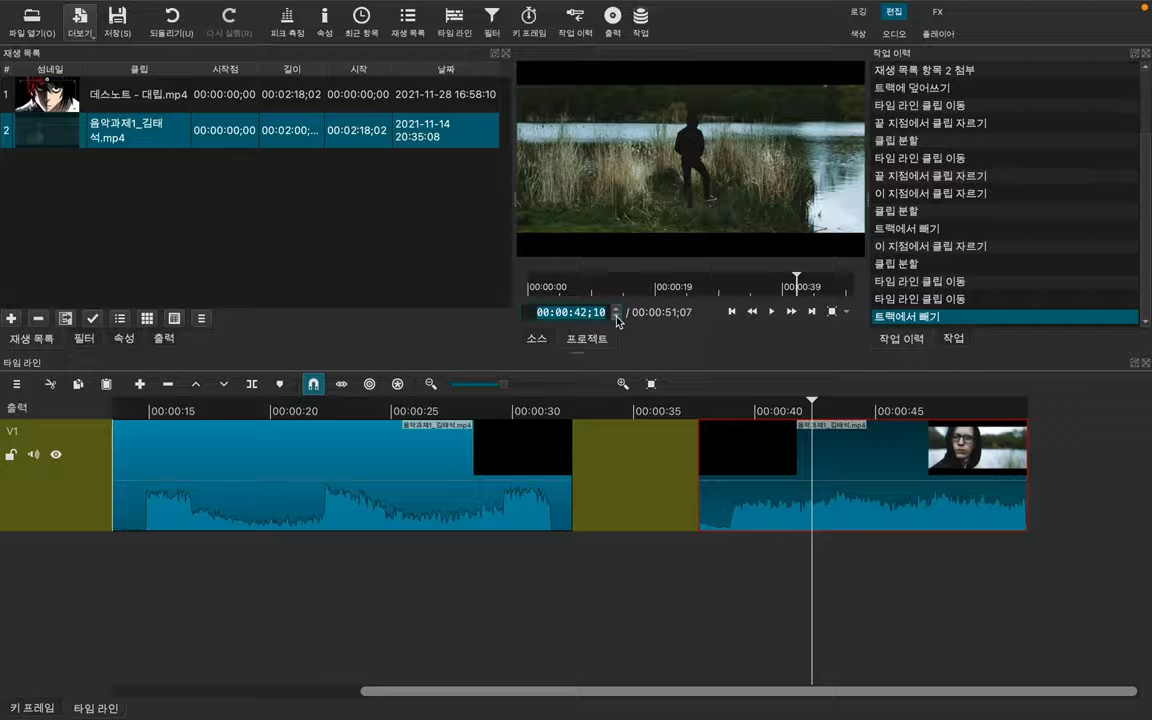 파일 열기(O)
더보기
저장(S)
되돌리기(U)
다시 실행(R)
피크 측정
속성
최근 항목
재생 목록
타임 라인
필터
키 프레임
작업 이력
출력
작업
로깅
편집
FX
색상
오디오
플레이어
재생 목록
# 섬네일 클립 시작점 길이 시작 날짜
1 데스노트 - 대립.mp4 00:00:00;00 00:02:18;02 00:00:00;00 2021-11-28 16:58:10
2 음악과제1_김태석.mp4 00:00:00;00 00:02:00;... 00:02:18;02 2021-11-14 20:35:08
재생 목록 필터 속성 출력
00:00:00 00:00:19 00:00:39
00:00:42;10 / 00:00:51;07
소스 프로젝트
작업 이력
재생 목록 항목 2 첨부
트랙에 덮어쓰기
타임 라인 클립 이동
끝 지점에서 클립 자르기
클립 분할
타임 라인 클립 이동
끝 지점에서 클립 자르기
이 지점에서 클립 자르기
클립 분할
트랙에서 빼기
이 지점에서 클립 자르기
클립 분할
타임 라인 클립 이동
타임 라인 클립 이동
트랙에서 빼기
작업 이력 작업
타임 라인
출력
00:00:15 00:00:20 00:00:25 00:00:30 00:00:35 00:00:40 00:00:45
V1
음악과제1_김태석.mp4
음악과제1_김태석.mp4
키 프레임 타임 라인